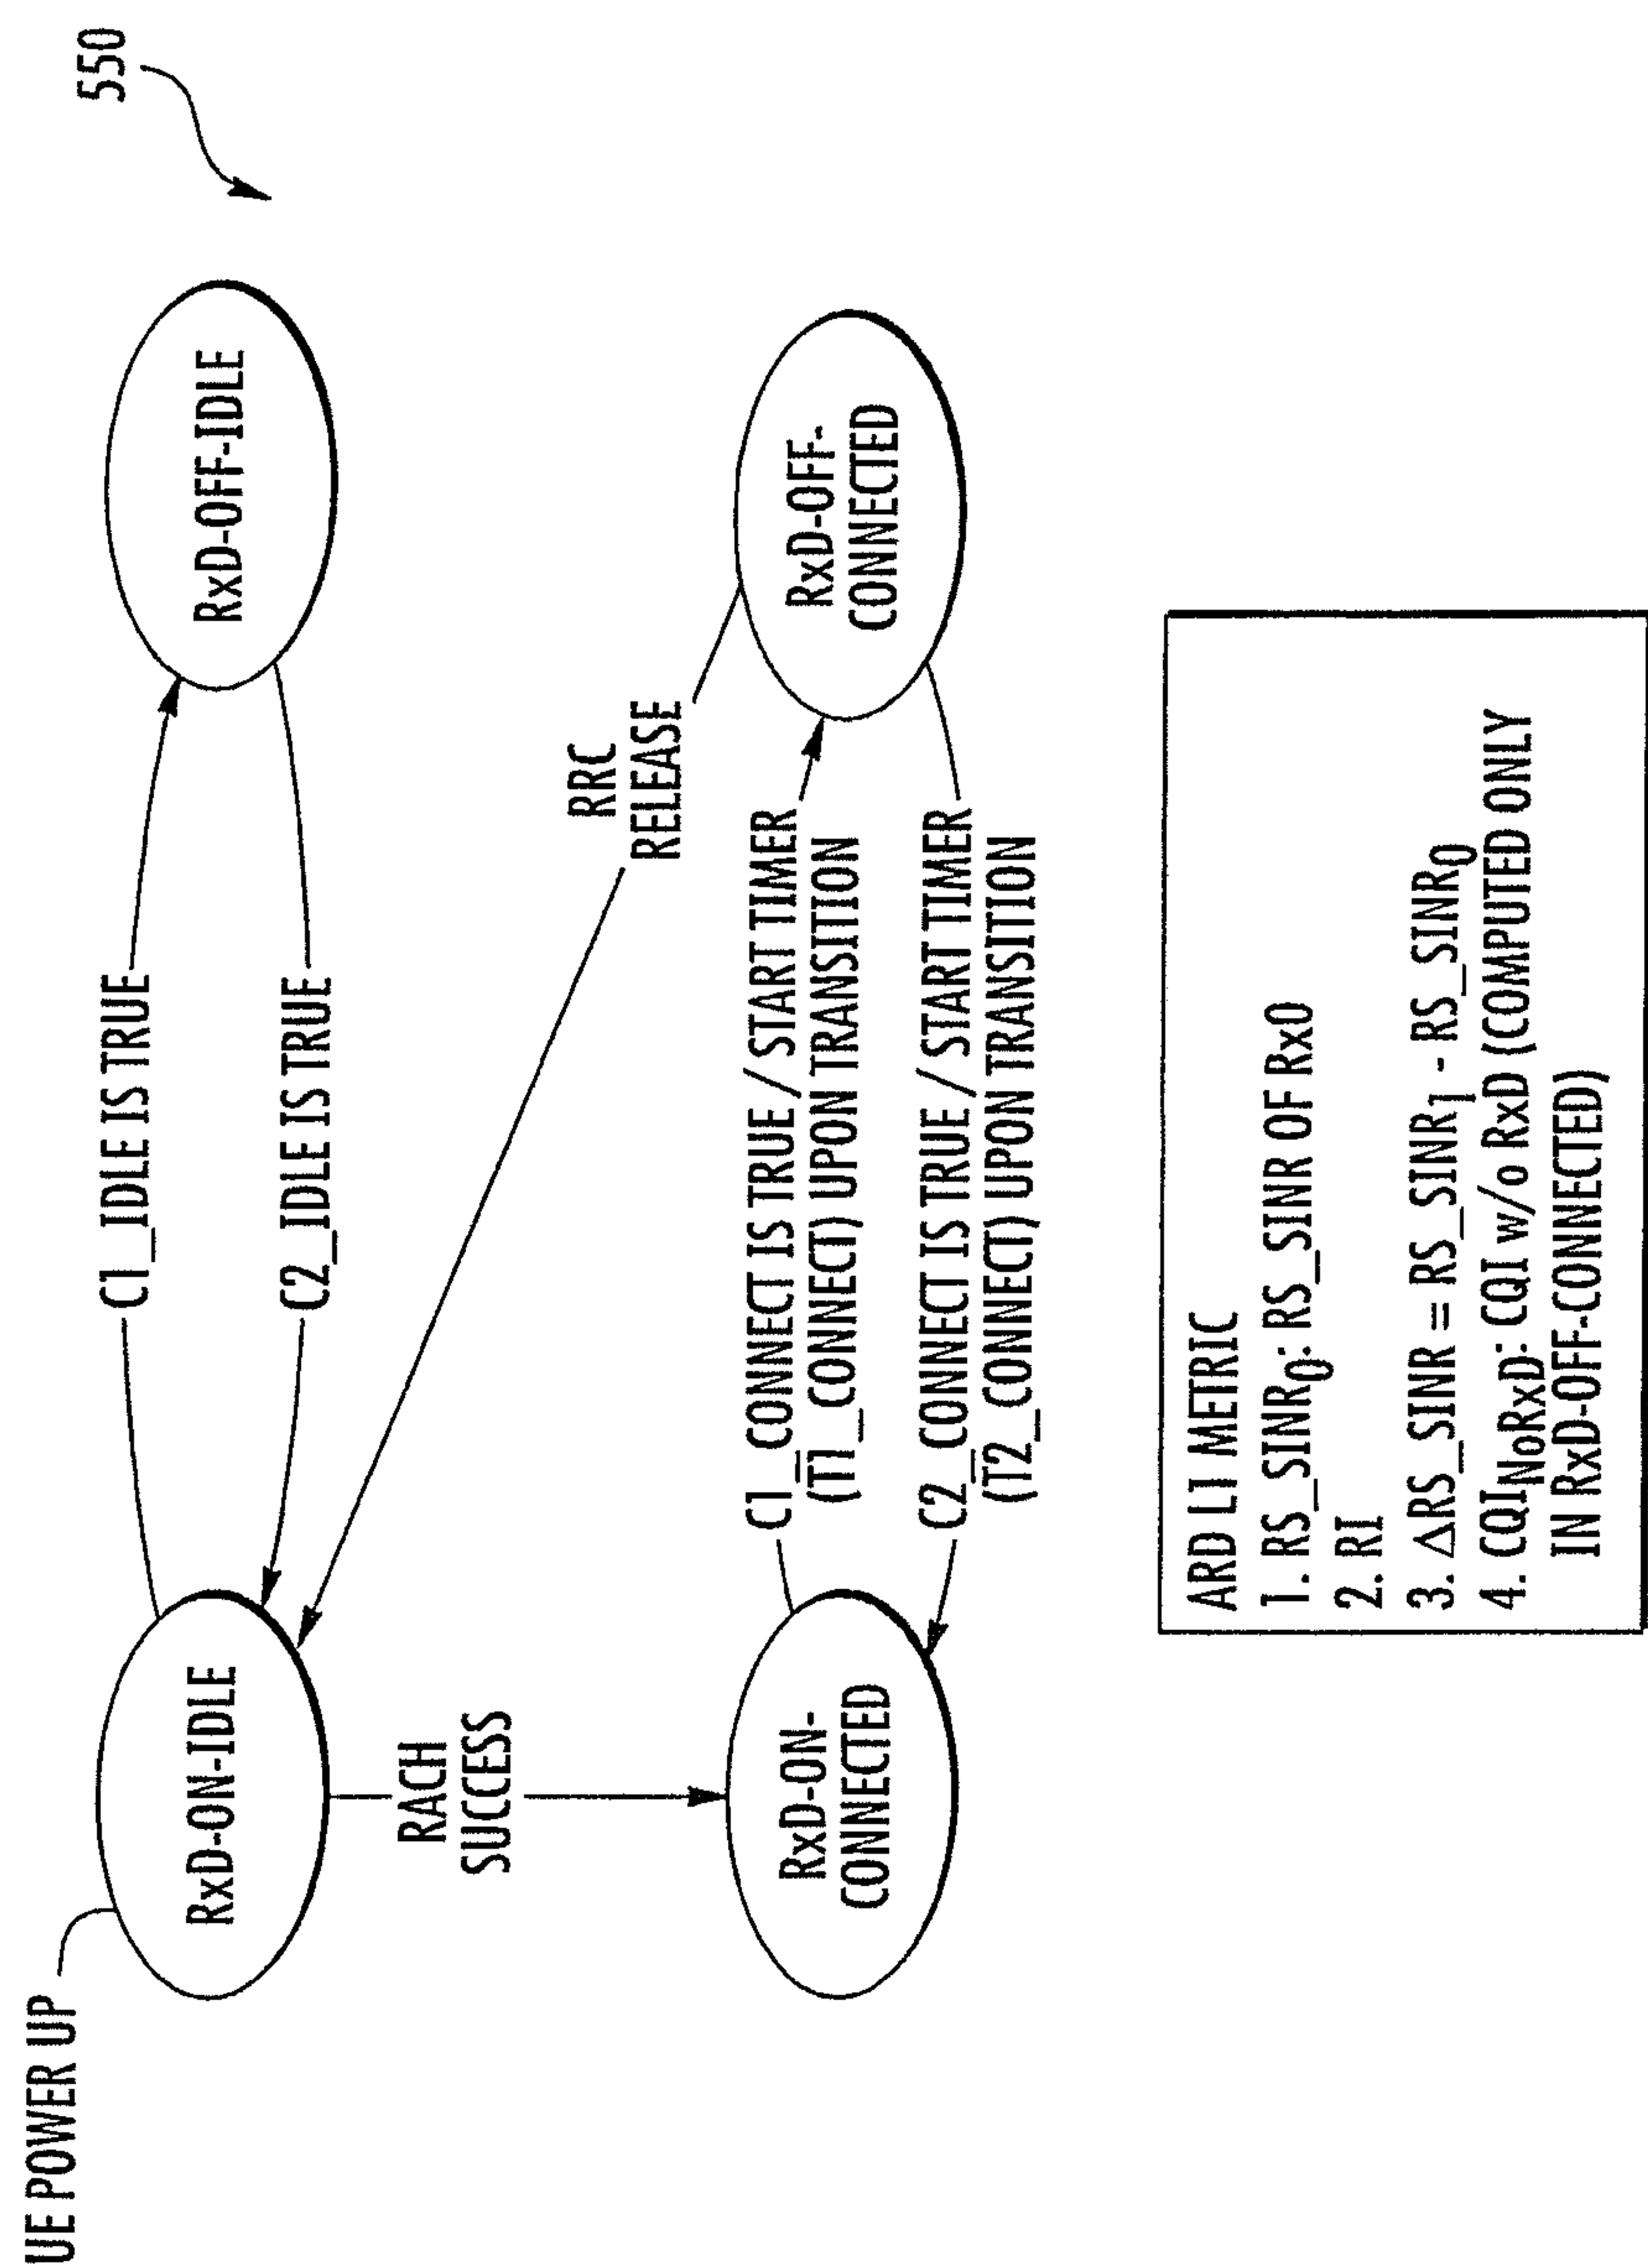 550
UE POWER UP
RxD-ON-IDLE
C1_IDLE IS TRUE
C2_IDLE IS TRUE
RxD-OFF-IDLE
RACH
SUCCESS
RRC
RELEASE
RxD-ON-
CONNECTED
C1_CONNECT IS TRUE / START TIMER
(T1_CONNECT) UPON TRANSITION
C2_CONNECT IS TRUE / START TIMER
(T2_CONNECT) UPON TRANSITION
RxD-OFF-
CONNECTED
ARD L1 METRIC
1. RS_SINR0: RS_SINR OF Rx0
2. RI
3. ΔRS_SINR = RS_SINR1 - RS_SINR0
4. CQINoRxD: CQI w/o RxD (COMPUTED ONLY
IN RxD-OFF-CONNECTED)